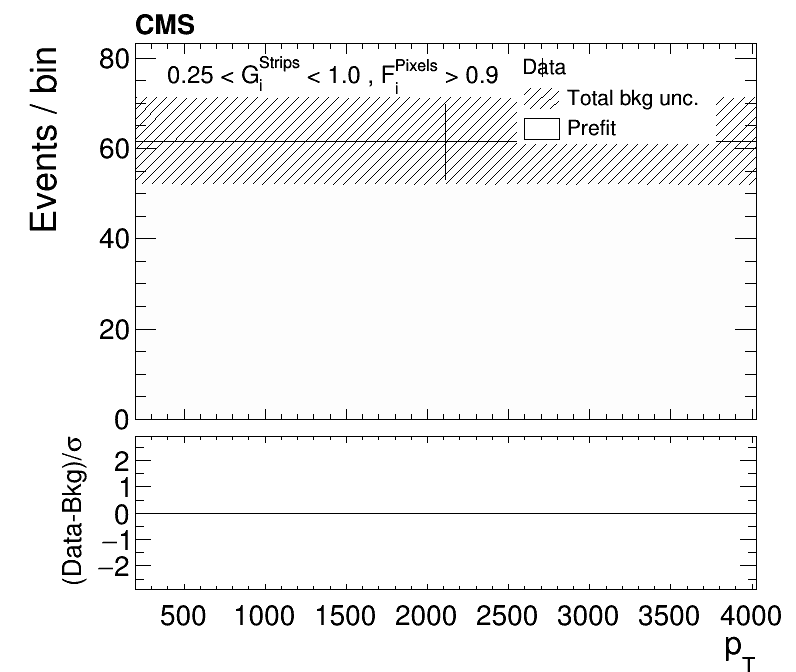 CMS
Events / bin
80
60
40
20
0
0.25 < G_i^Strips < 1.0 , F_i^Pixels > 0.9
Data
Total bkg unc.
Prefit
(Data-Bkg)/σ
2
1
0
−1
−2
500 1000 1500 2000 2500 3000 3500 4000
p_T